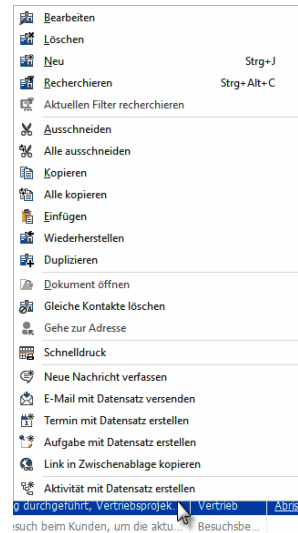 Bearbeiten
Löschen
Neu Strg+J
Recherchieren Strg+Alt+C
Aktuellen Filter recherchieren
Ausschneiden
Alle ausschneiden
Kopieren
Alle kopieren
Einfügen
Wiederherstellen
Duplizieren
Dokument öffnen
Gleiche Kontakte löschen
Gehe zur Adresse
Schnelldruck
Neue Nachricht verfassen
E-Mail mit Datensatz versenden
Termin mit Datensatz erstellen
Aufgabe mit Datensatz erstellen
Link in Zwischenablage kopieren
Aktivität mit Datensatz erstellen
g durchgeführt, Vertriebsprojek... Vertrieb Abris
esuch beim Kunden, um die aktu... Besuchsbe...